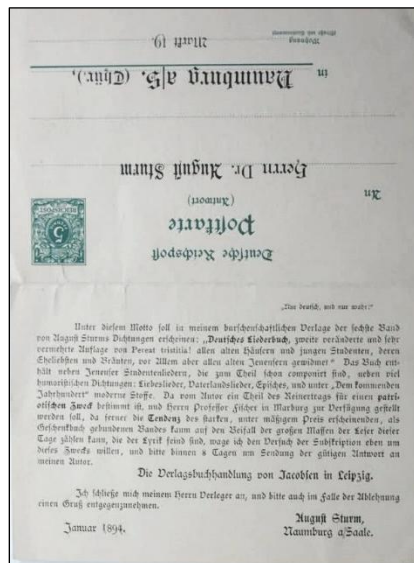 Deutsche Reichspost
Postkarte
(Antwort)
5
REICHSPOST
An
Herrn Dr. August Sturm
in Naumburg a/S. (Thür.),
Wohnung Markt 19.
(Straße und Hausnummer)
„Nur deutsch, und nur wahr!“
Unter diesem Motto soll in meinem burschenschaftlichen Verlage der sechste Band
von August Sturms Dichtungen erscheinen: „Deutsches Liederbuch, zweite veränderte und sehr
vermehrte Auflage von Pereat tristitia! allen alten Häusern und jungen Studenten, deren
Eheliebsten und Bräuten, vor Allem aber allen alten Jenensern gewidmet“ Das Buch ent-
hält neben Jenenser Studentenliedern, die zum Theil schon componirt sind, neben viel
humoristischen Dichtungen: Liebeslieder, Vaterlandslieder, Episches, und unter „Dem kommenden
Jahrhundert“ moderne Stoffe. Da vom Autor ein Theil des Reinertrags für einen patri-
otischen Zweck bestimmt ist, und Herrn Professor Fischer in Marburg zur Verfügung gestellt
werden soll, da ferner die Tendenz des starken, unter mäßigem Preis erscheinenden, als
Geschenkbuch gebundenen Bandes kaum auf den Beifall der großen Massen der Leser dieser
Tage zählen kann, die der Lyrik feind sind, wage ich den Versuch der Subskription eben um
dieses Zwecks willen, und bitte binnen 8 Tagen um Sendung der gütigen Antwort an
meinen Autor.
Die Verlagsbuchhandlung von Jacobsen in Leipzig.
Ich schließe mich meinem Herrn Verleger an, und bitte auch im Falle der Ablehnung
einen Gruß entgegenzunehmen.
August Sturm,
Januar 1894. Naumburg a/Saale.